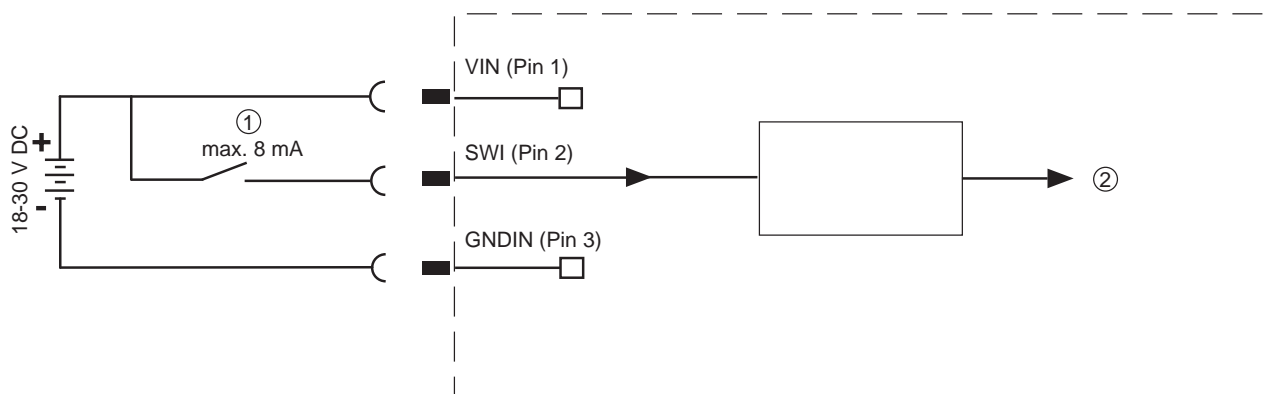 VIN (Pin 1)
①
max. 8 mA
SWI (Pin 2)
②
+
18-30 V DC
-
GNDIN (Pin 3)